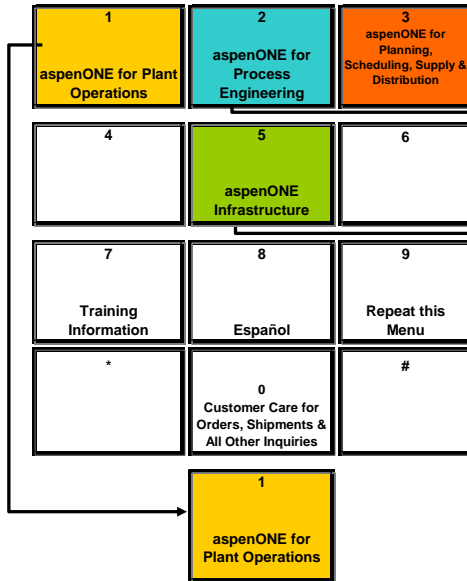 1
aspenONE for Plant
Operations
2
aspenONE for
Process
Engineering
3
aspenONE for
Planning,
Scheduling, Supply &
Distribution
4
5
aspenONE
Infrastructure
6
7
Training
Information
8
Español
9
Repeat this
Menu
*
0
Customer Care for
Orders, Shipments &
All Other Inquiries
#
1
aspenONE for
Plant Operations